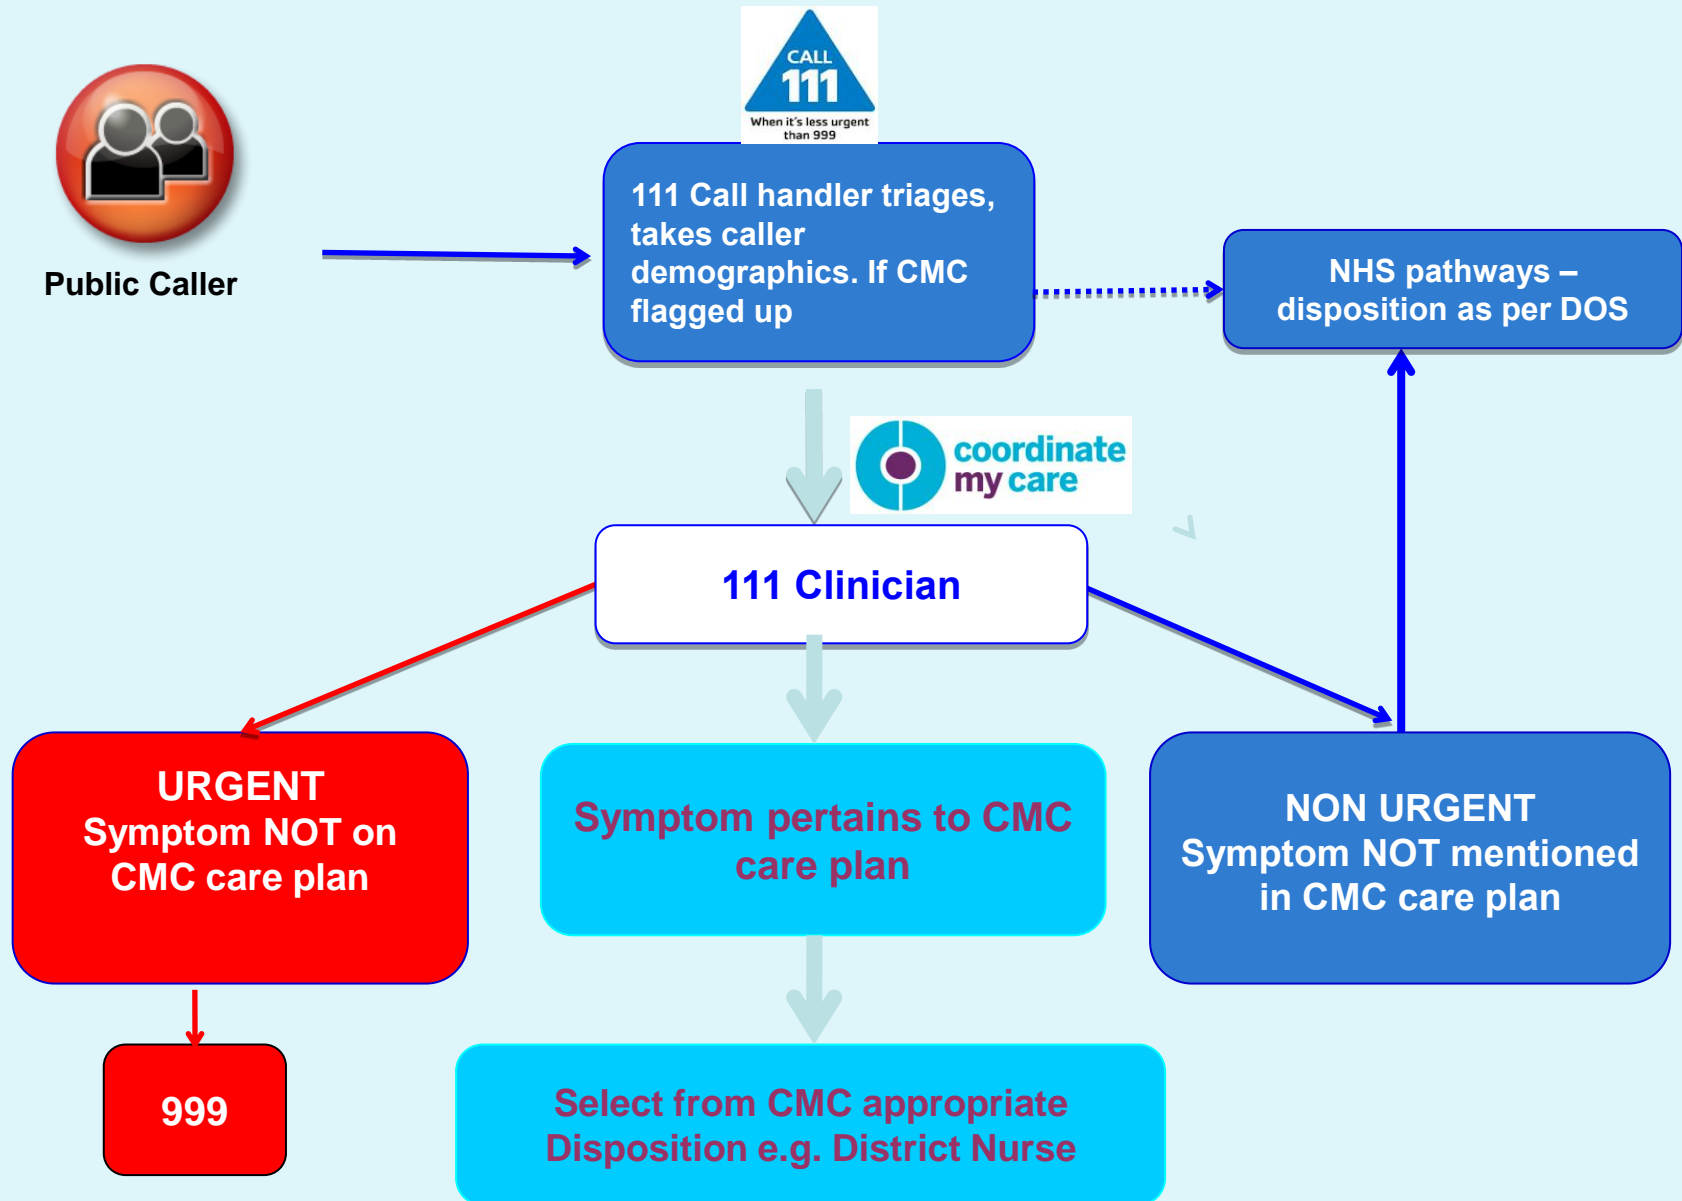 CALL
111
When it's less urgent
than 999
Public Caller
111 Call handler triages,
takes caller
demographics. If CMC
flagged up
NHS pathways –
disposition as per DOS
coordinate
my care
111 Clinician
URGENT
Symptom NOT on
CMC care plan
Symptom pertains to CMC
care plan
NON URGENT
Symptom NOT mentioned
in CMC care plan
999
Select from CMC appropriate
Disposition e.g. District Nurse